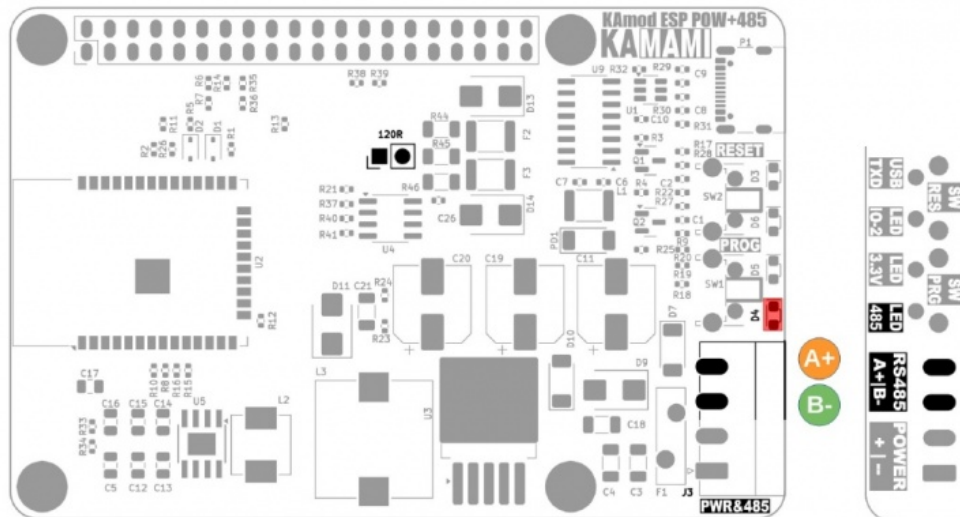 KAmod ESP POW+485
KAMAMI
P1
U9
R32
R29
C9
R30
U1
C10
C8
R31
R3
R17
R28
RESET
Q1
C2
R4
R22
R27
D3
SW2
C1
Q2
D6
R9
PROG
R25
R20
R19
R18
D5
SW1
D4
R38
R39
D13
R44
F2
R45
F3
R46
D14
C26
120R
C7
C6
L1
PD1
R6
R14
R35
R7
R36
R5
R11
D2
D1
R1
R13
R2
R26
R21
R37
R40
R41
U4
U2
R12
C20
C19
C11
D11
C21
R24
R23
D7
D10
D9
L3
U3
C18
C4
C3
F1
J3
PWR&485
C17
R10
R8
R16
R15
C16
C15
C14
U5
L2
R33
R34
C5
C12
C13
A+
B-
USB
TXD
SW
RES
LED
IO-2
LED
3.3V
SW
PRG
LED
485
RS485
A+|B-
POWER
+ | -